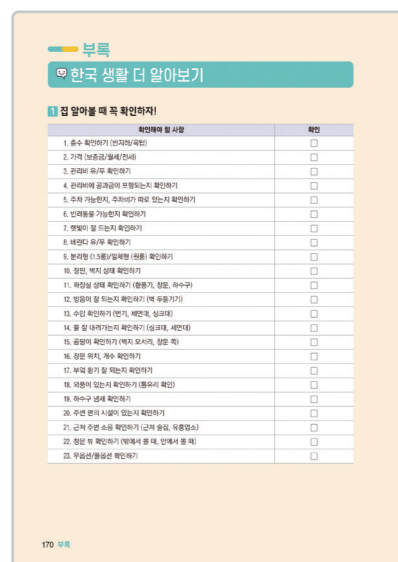 부록
한국 생활 더 알아보기
1 집 알아볼 때 꼭 확인하자!
확인해야 할 사항 확인
1. 층수 확인하기 (반지하/옥탑) □
2. 가격 (보증금/월세/전세) □
3. 관리비 유/무 확인하기 □
4. 관리비에 공과금이 포함되는지 확인하기 □
5. 주차 가능한지, 주차비가 따로 있는지 확인하기 □
6. 반려동물 가능한지 확인하기 □
7. 햇빛이 잘 드는지 확인하기 □
8. 베란다 유/무 확인하기 □
9. 분리형 (1.5룸)/일체형 (원룸) 확인하기 □
10. 장판, 벽지 상태 확인하기 □
11. 화장실 상태 확인하기 (환풍기, 창문, 하수구) □
12. 방음이 잘 되는지 확인하기 (벽 두들기기) □
13. 수압 확인하기 (변기, 세면대, 싱크대) □
14. 물 잘 내려가는지 확인하기 (싱크대, 세면대) □
15. 곰팡이 확인하기 (벽지 모서리, 창문 쪽) □
16. 창문 위치, 개수 확인하기 □
17. 부엌 환기 잘 되는지 확인하기 □
18. 외풍이 있는지 확인하기 (통유리 확인) □
19. 하수구 냄새 확인하기 □
20. 주변 편의 시설이 있는지 확인하기 □
21. 근처 주변 소음 확인하기 (근처 술집, 유흥업소) □
22. 창문 뷰 확인하기 (밖에서 볼 때, 안에서 볼 때) □
23. 무옵션/풀옵션 확인하기 □
170 부록